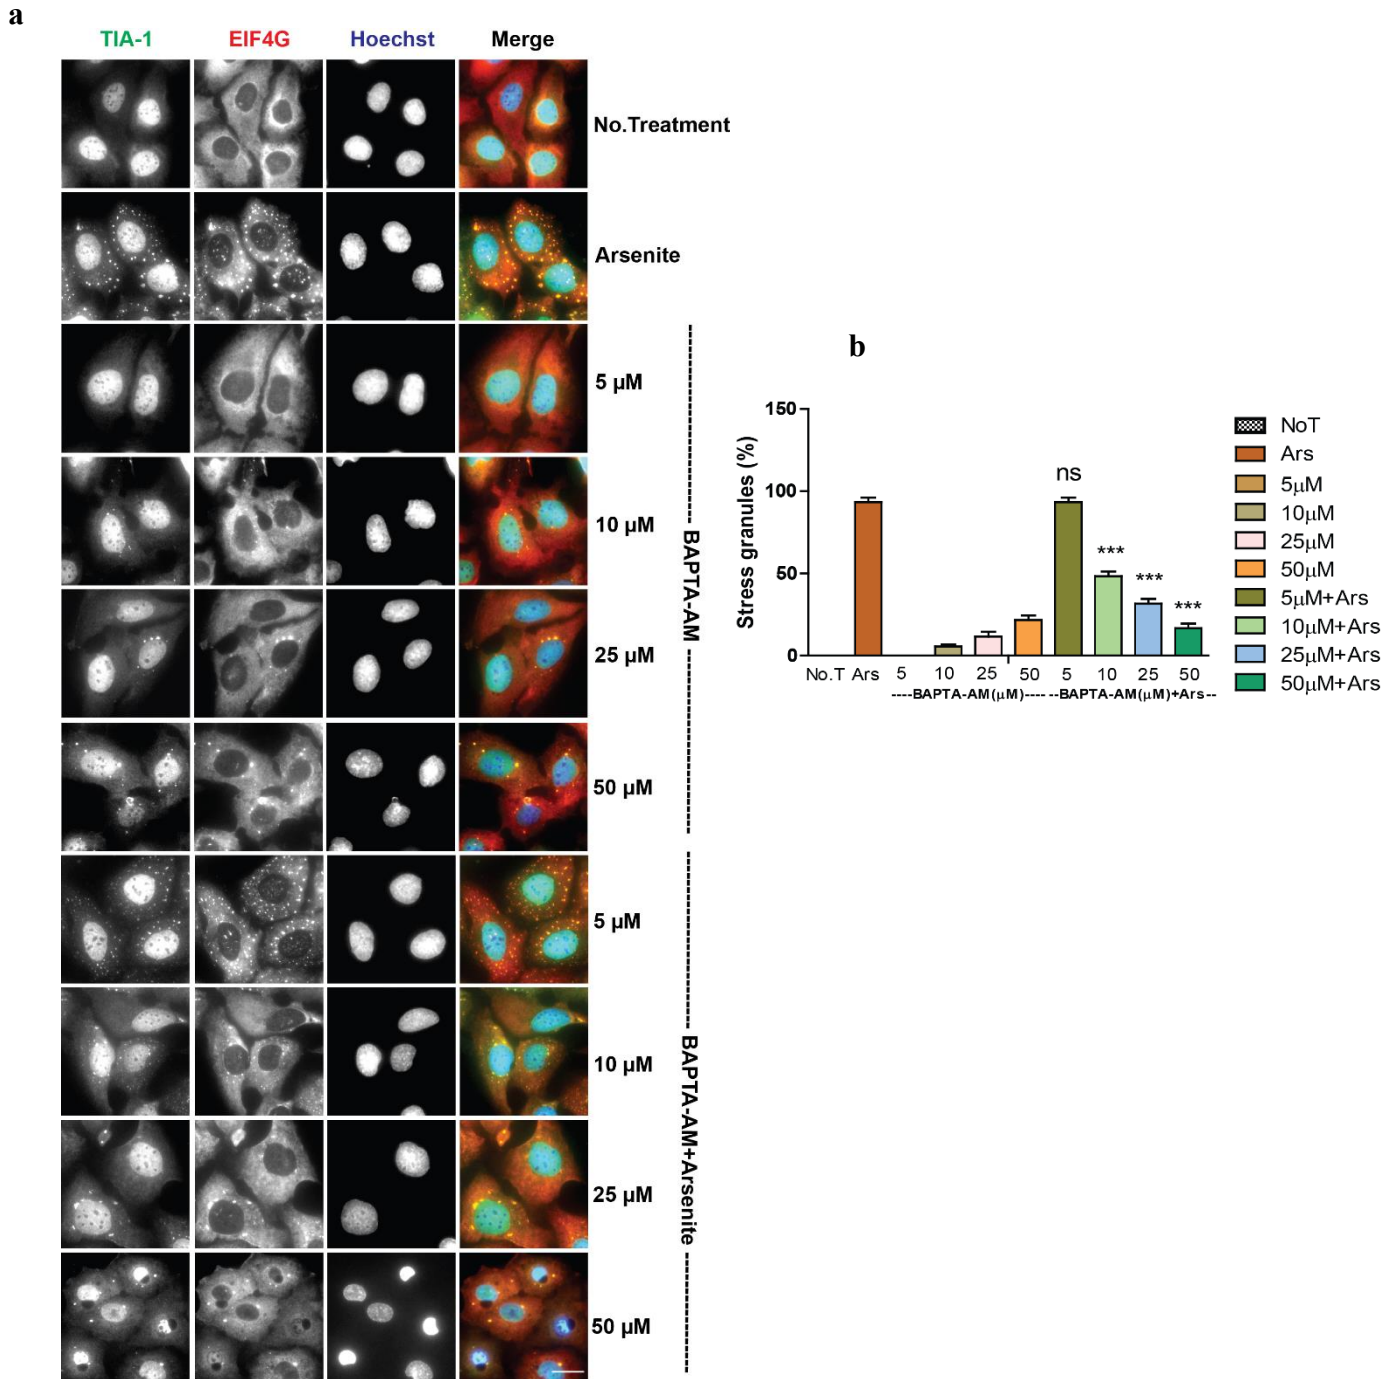 a
TIA-1 EIF4G Hoechst Merge
No.Treatment
Arsenite
5 µM
10 µM
25 µM
50 µM
BAPTA-AM
5 µM
10 µM
25 µM
50 µM
BAPTA-AM+Arsenite
b
Stress granules (%)
150
100
50
0
ns
***
***
***
No.T Ars 5 10 25 50 5 10 25 50
----BAPTA-AM(µM)---- --BAPTA-AM(µM)+Ars--
NoT
Ars
5µM
10µM
25µM
50µM
5µM+Ars
10µM+Ars
25µM+Ars
50µM+Ars